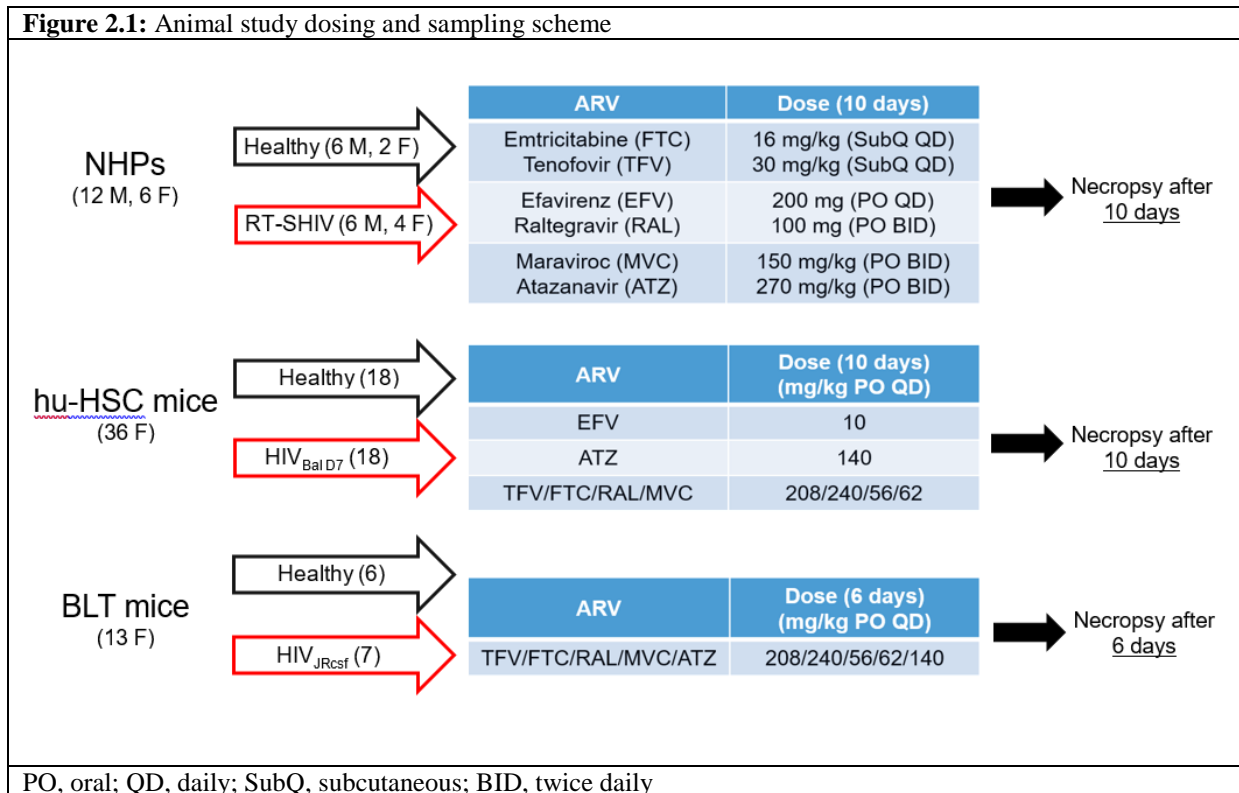 Figure 2.1: Animal study dosing and sampling scheme
NHPs
(12 M, 6 F)
Healthy (6 M, 2 F)
RT-SHIV (6 M, 4 F)
ARV Dose (10 days)
Emtricitabine (FTC) 16 mg/kg (SubQ QD)
Tenofovir (TFV) 30 mg/kg (SubQ QD)
Efavirenz (EFV) 200 mg (PO QD)
Raltegravir (RAL) 100 mg (PO BID)
Maraviroc (MVC) 150 mg/kg (PO BID)
Atazanavir (ATZ) 270 mg/kg (PO BID)
Necropsy after
10 days
hu-HSC mice
(36 F)
Healthy (18)
HIVBal D7 (18)
ARV Dose (10 days)
(mg/kg PO QD)
EFV 10
ATZ 140
TFV/FTC/RAL/MVC 208/240/56/62
Necropsy after
10 days
BLT mice
(13 F)
Healthy (6)
HIVJRcsf (7)
ARV Dose (6 days)
(mg/kg PO QD)
TFV/FTC/RAL/MVC/ATZ 208/240/56/62/140
Necropsy after
6 days
PO, oral; QD, daily; SubQ, subcutaneous; BID, twice daily